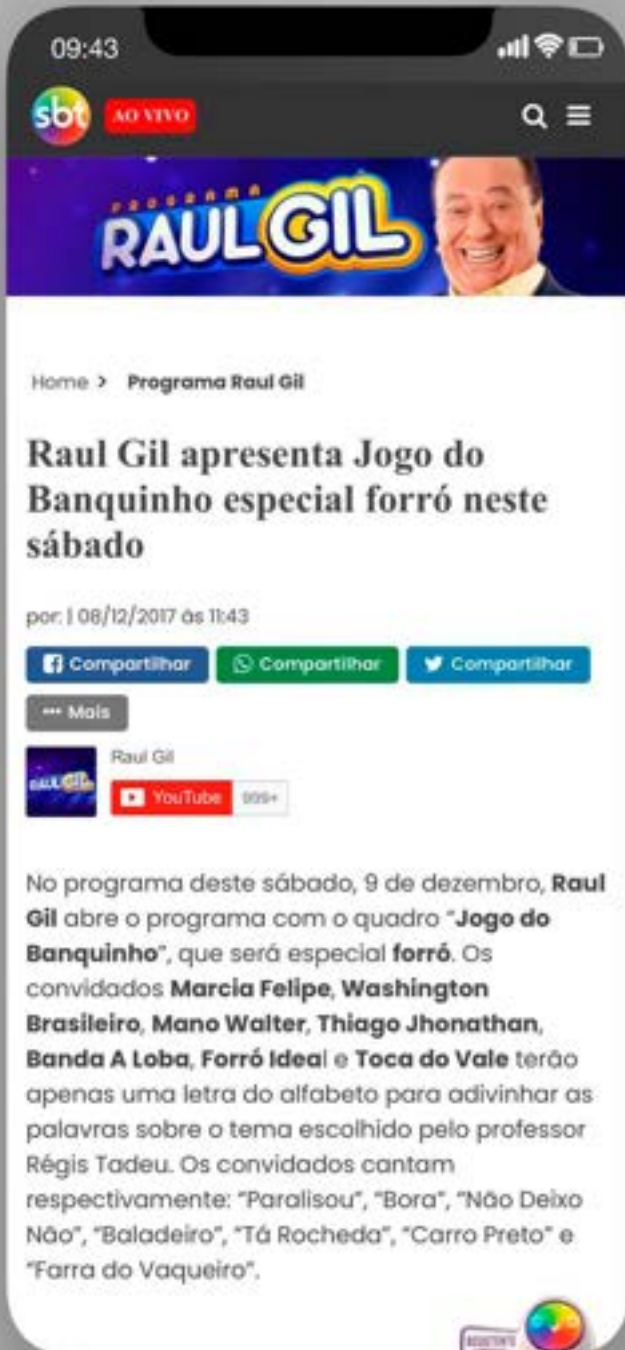 09:43
sbt AO VIVO
PROGRAMA
RAUL GIL
Home > Programa Raul Gil
Raul Gil apresenta Jogo do
Banquinho especial forró neste
sábado
por: | 08/12/2017 às 11:43
Compartilhar Compartilhar Compartilhar
••• Mais
Raul Gil
RAUL GIL
YouTube 999+
No programa deste sábado, 9 de dezembro, Raul
Gil abre o programa com o quadro “Jogo do
Banquinho”, que será especial forró. Os
convidados Marcia Felipe, Washington
Brasileiro, Mano Walter, Thiago Jhonathan,
Banda A Loba, Forró Ideal e Toca do Vale terão
apenas uma letra do alfabeto para adivinhar as
palavras sobre o tema escolhido pelo professor
Régis Tadeu. Os convidados cantam
respectivamente: “Paralisou”, “Bora”, “Não Deixo
Não”, “Baladeiro”, “Tá Rocheda”, “Carro Preto” e
“Farra do Vaqueiro”.